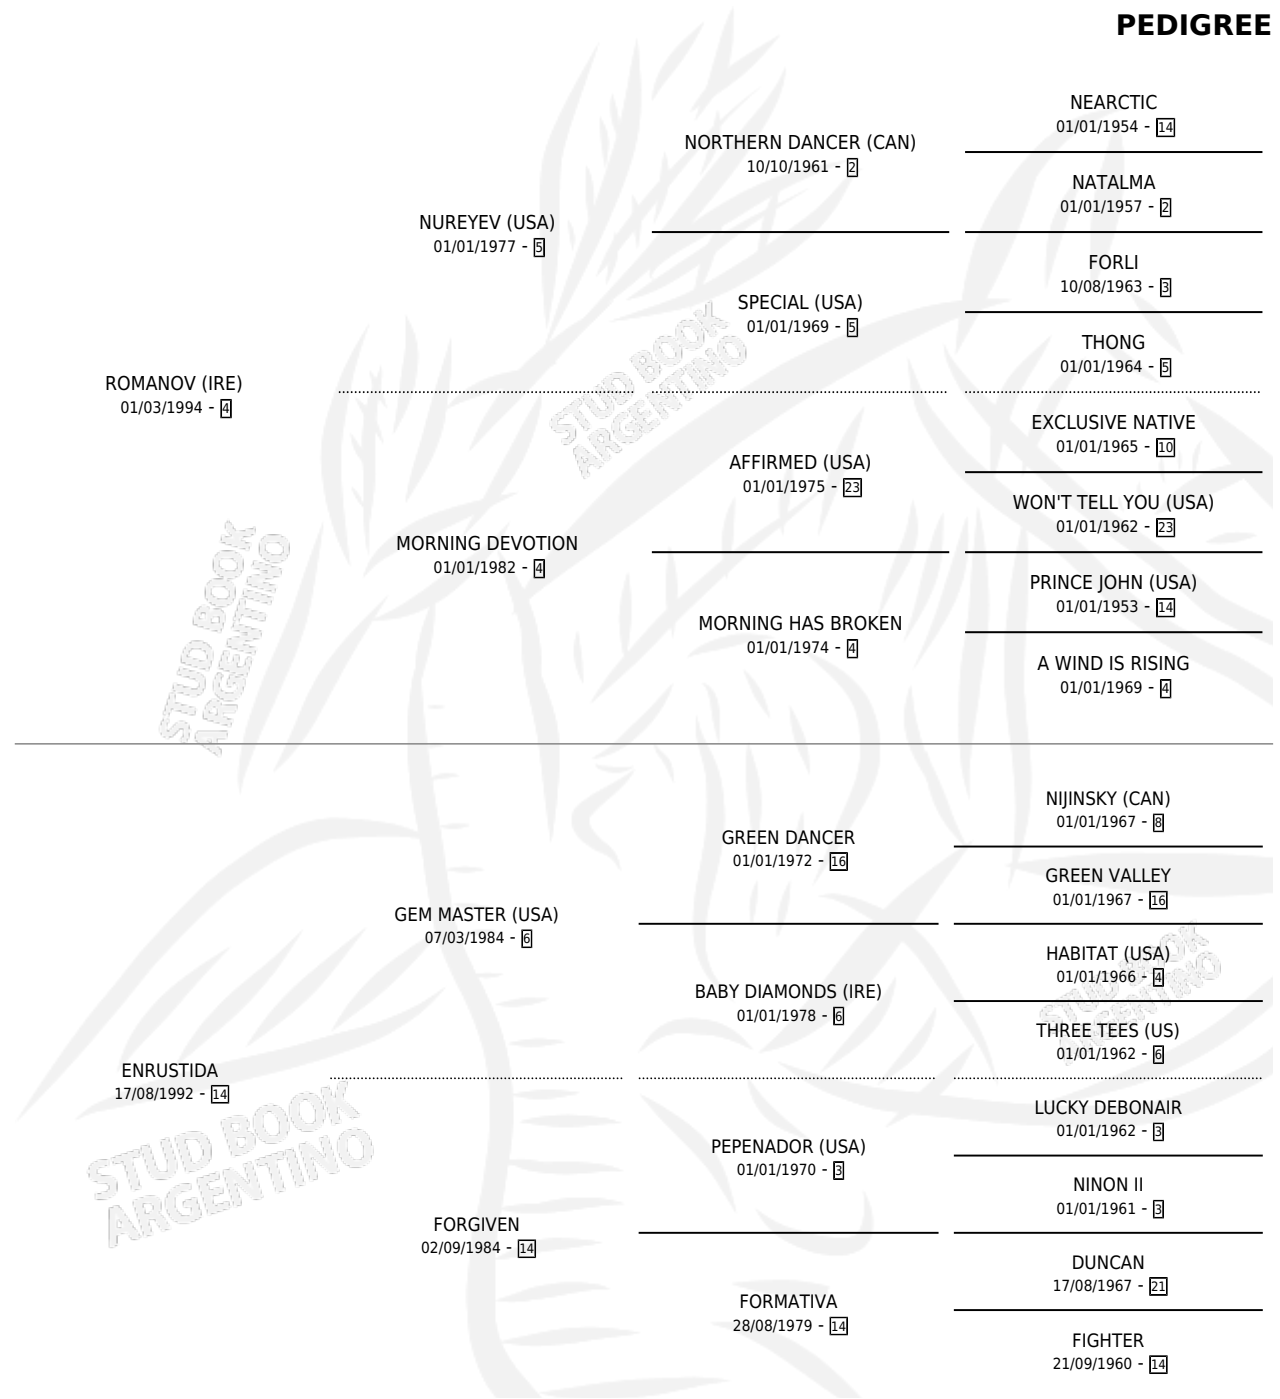 PEDIGREE
NEARCTIC
01/01/1954 - 14
NORTHERN DANCER (CAN)
10/10/1961 - 2
NATALMA
01/01/1957 - 2
NUREYEV (USA)
01/01/1977 - 5
FORLI
10/08/1963 - 3
SPECIAL (USA)
01/01/1969 - 5
THONG
01/01/1964 - 5
ROMANOV (IRE)
01/03/1994 - 4
EXCLUSIVE NATIVE
01/01/1965 - 10
AFFIRMED (USA)
01/01/1975 - 23
WON'T TELL YOU (USA)
01/01/1962 - 23
MORNING DEVOTION
01/01/1982 - 4
PRINCE JOHN (USA)
01/01/1953 - 14
MORNING HAS BROKEN
01/01/1974 - 4
A WIND IS RISING
01/01/1969 - 4
NIJINSKY (CAN)
01/01/1967 - 8
GREEN DANCER
01/01/1972 - 16
GREEN VALLEY
01/01/1967 - 16
GEM MASTER (USA)
07/03/1984 - 6
HABITAT (USA)
01/01/1966 - 4
BABY DIAMONDS (IRE)
01/01/1978 - 6
THREE TEES (US)
01/01/1962 - 6
ENRUSTIDA
17/08/1992 - 14
LUCKY DEBONAIR
01/01/1962 - 3
PEPENADOR (USA)
01/01/1970 - 3
NINON II
01/01/1961 - 3
FORGIVEN
02/09/1984 - 14
DUNCAN
17/08/1967 - 21
FORMATIVA
28/08/1979 - 14
FIGHTER
21/09/1960 - 14
STUD BOOK
ARGENTINO
STUD BOOK
ARGENTINO
STUD BOOK
ARGENTINO
STUD BOOK
ARGENTINO